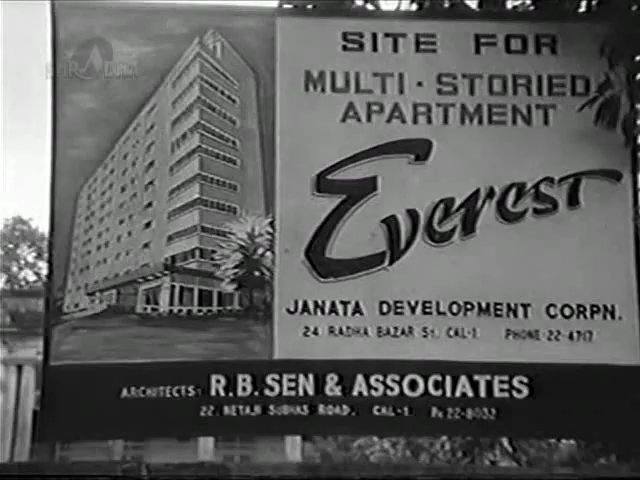 SITE FOR
MULTI-STORIED
APARTMENT
Everest
JANATA DEVELOPMENT CORPN.
24 RADHA BAZAR ST. CAL-1 PHONE-22-4717
ARCHITECTS: R.B. SEN & ASSOCIATES
22, NETAJI SUBHAS ROAD. CAL-1. Ph 22-8032